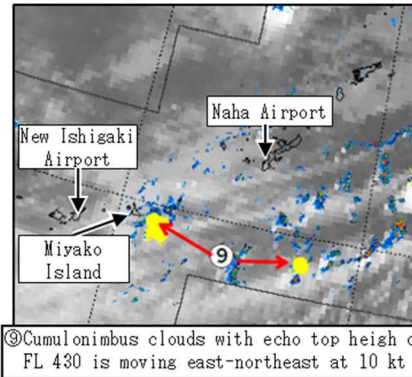 Naha Airport
New Ishigaki
Airport
Miyako
Island
⑨
⑨Cumulonimbus clouds with echo top heigh
FL 430 is moving east-northeast at 10 kt